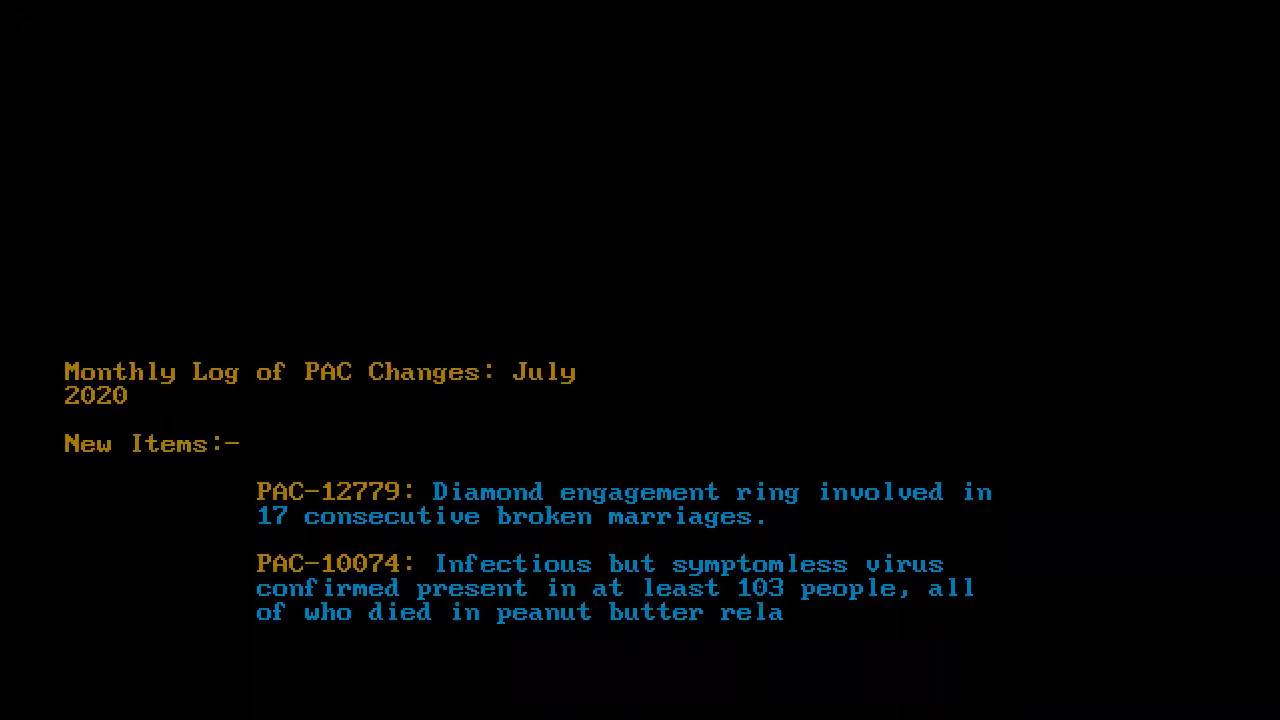 Monthly Log of PAC Changes: July
2020
New Items:-
PAC-12779: Diamond engagement ring involved in
17 consecutive broken marriages.
PAC-10074: Infectious but symptomless virus
confirmed present in at least 103 people, all
of who died in peanut butter rela